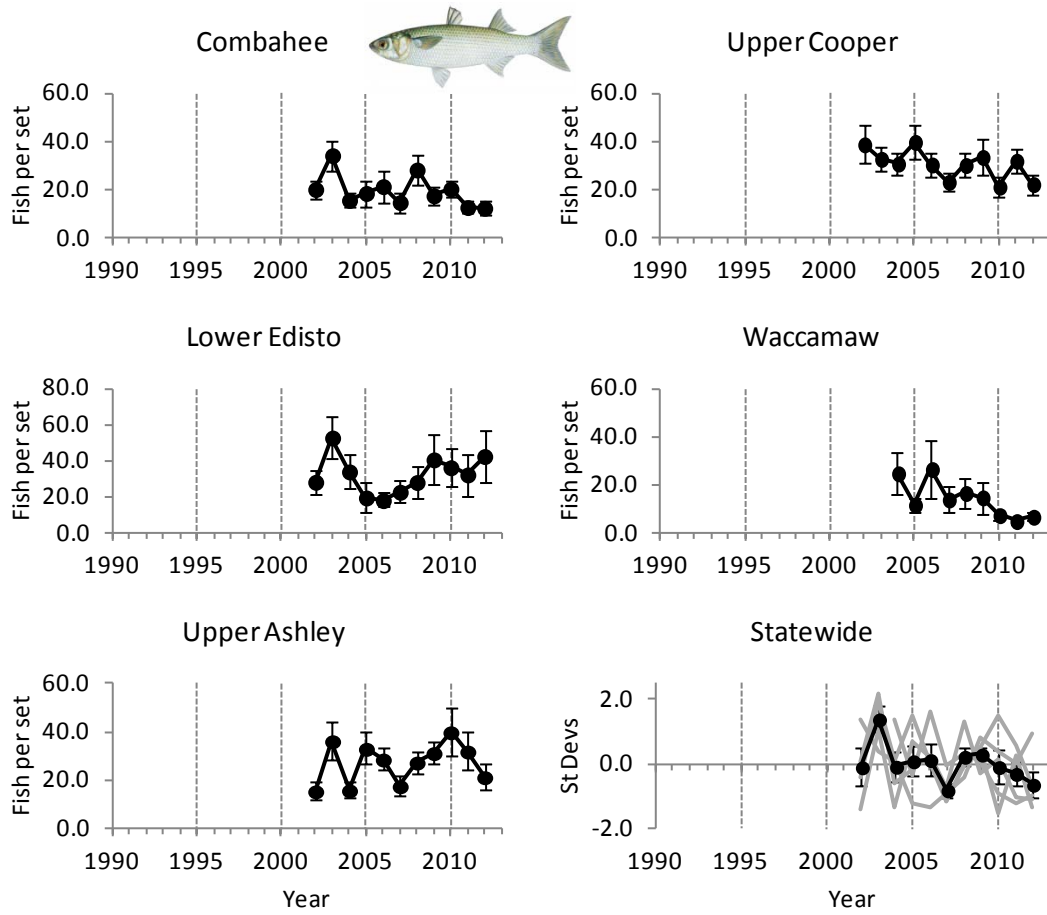 Combahee
Fish per set
60.0
40.0
20.0
0.0
1990 1995 2000 2005 2010
Upper Cooper
Fish per set
60.0
40.0
20.0
0.0
1990 1995 2000 2005 2010
Lower Edisto
Fish per set
80.0
60.0
40.0
20.0
0.0
1990 1995 2000 2005 2010
Waccamaw
Fish per set
60.0
40.0
20.0
0.0
1990 1995 2000 2005 2010
Upper Ashley
Fish per set
60.0
40.0
20.0
0.0
1990 1995 2000 2005 2010
Year
Statewide
St Devs
2.0
0.0
-2.0
1990 1995 2000 2005 2010
Year